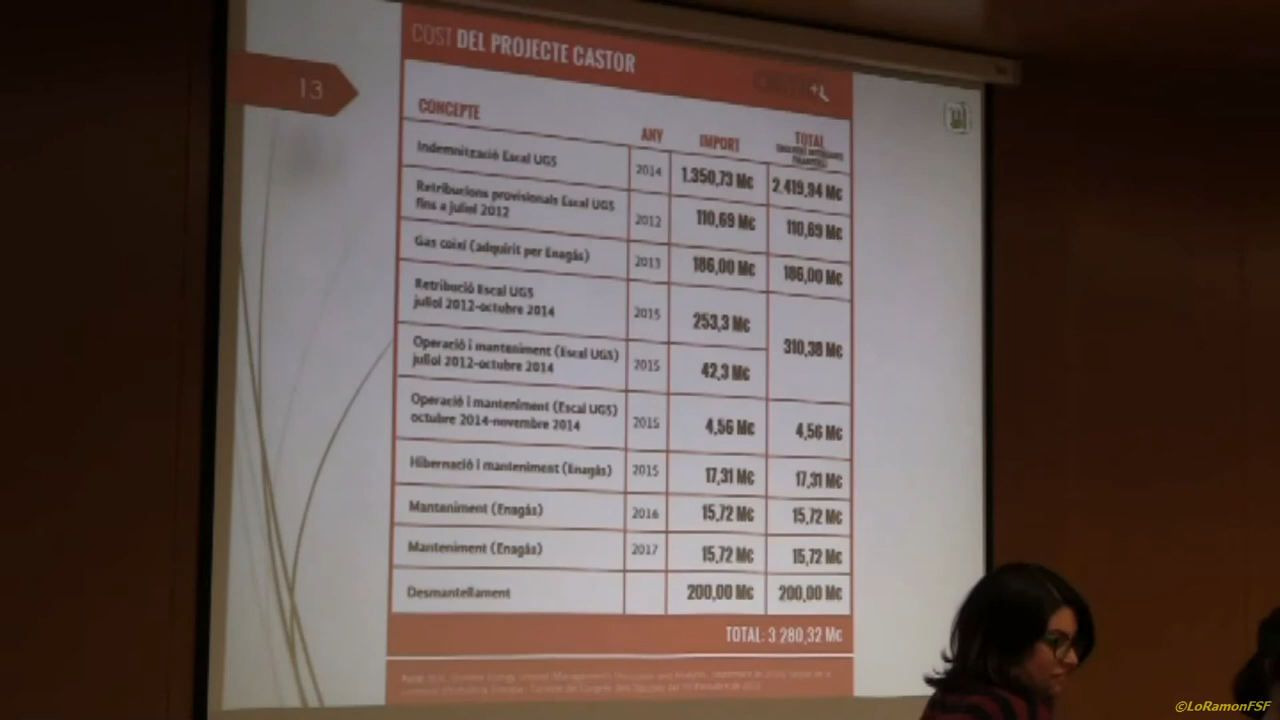 COST DEL PROJECTE CASTOR
13
CONCEPTE ANY IMPORT TOTAL
Indemnització Escal UGS 2014 1.350,73 M€ 2.419,94 M€
Retribucions provisionals Escal UGS
fins a juliol 2012 2012 110,69 M€ 110,69 M€
Gas coixí (adquirit per Enagás) 2013 186,00 M€ 186,00 M€
Retribució Escal UGS
juliol 2012-octubre 2014 2015 253,3 M€ 310,38 M€
Operació i manteniment (Escal UGS)
juliol 2012-octubre 2014 2015 42,3 M€
Operació i manteniment (Escal UGS)
octubre 2014-novembre 2014 2015 4,56 M€ 4,56 M€
Hibernació i manteniment (Enagás) 2015 17,31 M€ 17,31 M€
Manteniment (Enagás) 2016 15,72 M€ 15,72 M€
Manteniment (Enagás) 2017 15,72 M€ 15,72 M€
Desmantellament 200,00 M€ 200,00 M€
TOTAL: 3 280,32 M€
©LoRamonFSF